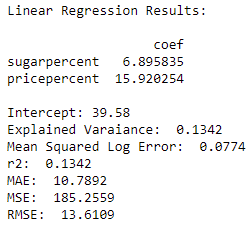 Linear Regression Results:
coef
sugarpercent 6.895835
pricepercent 15.920254
Intercept: 39.58
Explained Varaiance: 0.1342
Mean Squared Log Error: 0.0774
r2: 0.1342
MAE: 10.7892
MSE: 185.2559
RMSE: 13.6109